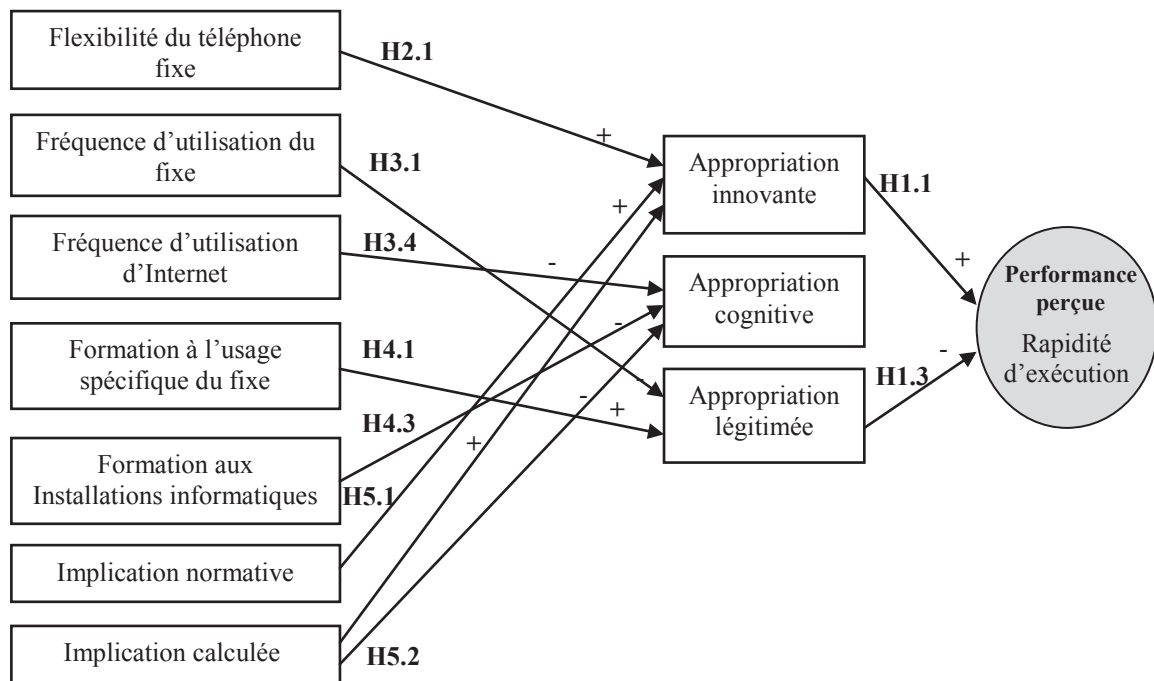 Flexibilité du téléphone
fixe
H2.1
+
Fréquence d'utilisation du
fixe
H3.1
Fréquence d'utilisation
d'Internet
H3.4
-
Formation à l'usage
spécifique du fixe
H4.1
H4.3
Formation aux
Installations informatiques
H5.1
Implication normative
Implication calculée
H5.2
+
-
-
-
+
+
Appropriation
innovante
H1.1
+
Appropriation
cognitive
Appropriation
légitimée
H1.3
-
Performance
perçue
Rapidité
d'exécution